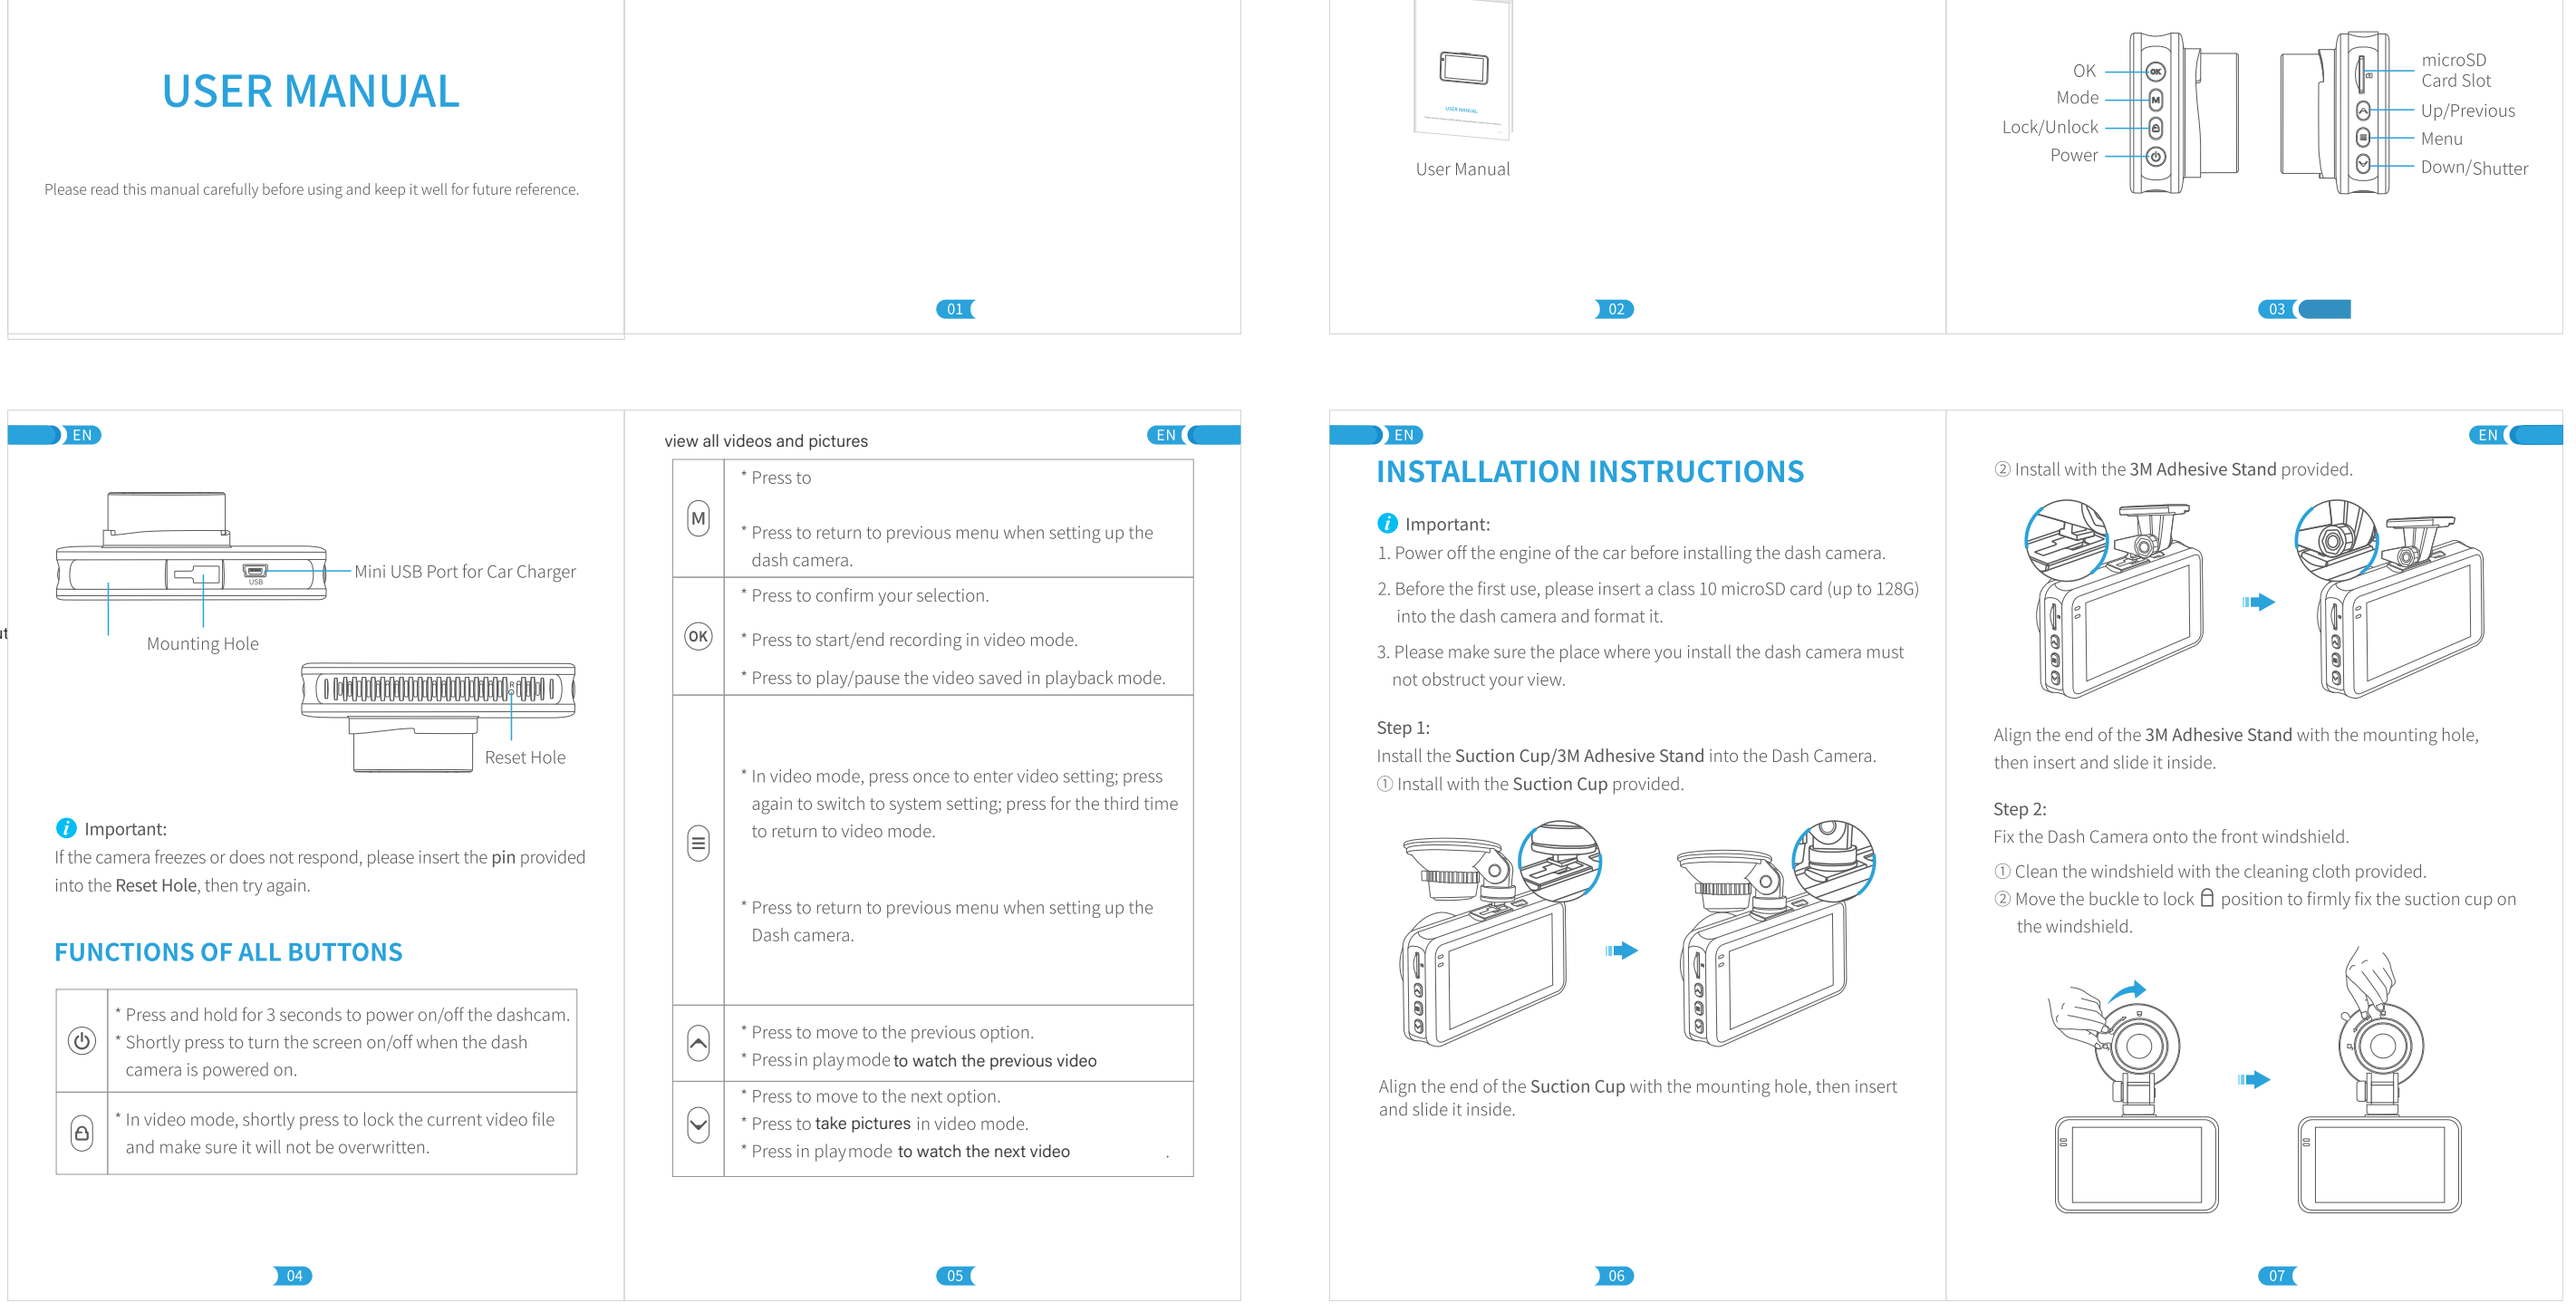 USER MANUAL
Please read this manual carefully before using and keep it well for future reference.
01
USER MANUAL
User Manual
02
OK
Mode
Lock/Unlock
Power
OK
M
microSD
Card Slot
Up/Previous
Menu
Down/Shutter
03
EN
USB
Mini USB Port for Car Charger
Mounting Hole
R
Reset Hole
i Important:
If the camera freezes or does not respond, please insert the pin provided
into the Reset Hole, then try again.
FUNCTIONS OF ALL BUTTONS
* Press and hold for 3 seconds to power on/off the dashcam.
* Shortly press to turn the screen on/off when the dash
camera is powered on.
* In video mode, shortly press to lock the current video file
and make sure it will not be overwritten.
04
EN
view all videos and pictures
M
* Press to
* Press to return to previous menu when setting up the
dash camera.
OK
* Press to confirm your selection.
* Press to start/end recording in video mode.
* Press to play/pause the video saved in playback mode.
* In video mode, press once to enter video setting; press
again to switch to system setting; press for the third time
to return to video mode.
* Press to return to previous menu when setting up the
Dash camera.
* Press to move to the previous option.
* Press in play mode to watch the previous video
* Press to move to the next option.
* Press to take pictures in video mode.
* Press in play mode to watch the next video .
05
EN
INSTALLATION INSTRUCTIONS
i Important:
1. Power off the engine of the car before installing the dash camera.
2. Before the first use, please insert a class 10 microSD card (up to 128G)
into the dash camera and format it.
3. Please make sure the place where you install the dash camera must
not obstruct your view.
Step 1:
Install the Suction Cup/3M Adhesive Stand into the Dash Camera.
① Install with the Suction Cup provided.
Align the end of the Suction Cup with the mounting hole, then insert
and slide it inside.
06
EN
② Install with the 3M Adhesive Stand provided.
Align the end of the 3M Adhesive Stand with the mounting hole,
then insert and slide it inside.
Step 2:
Fix the Dash Camera onto the front windshield.
① Clean the windshield with the cleaning cloth provided.
② Move the buckle to lock position to firmly fix the suction cup on
the windshield.
07